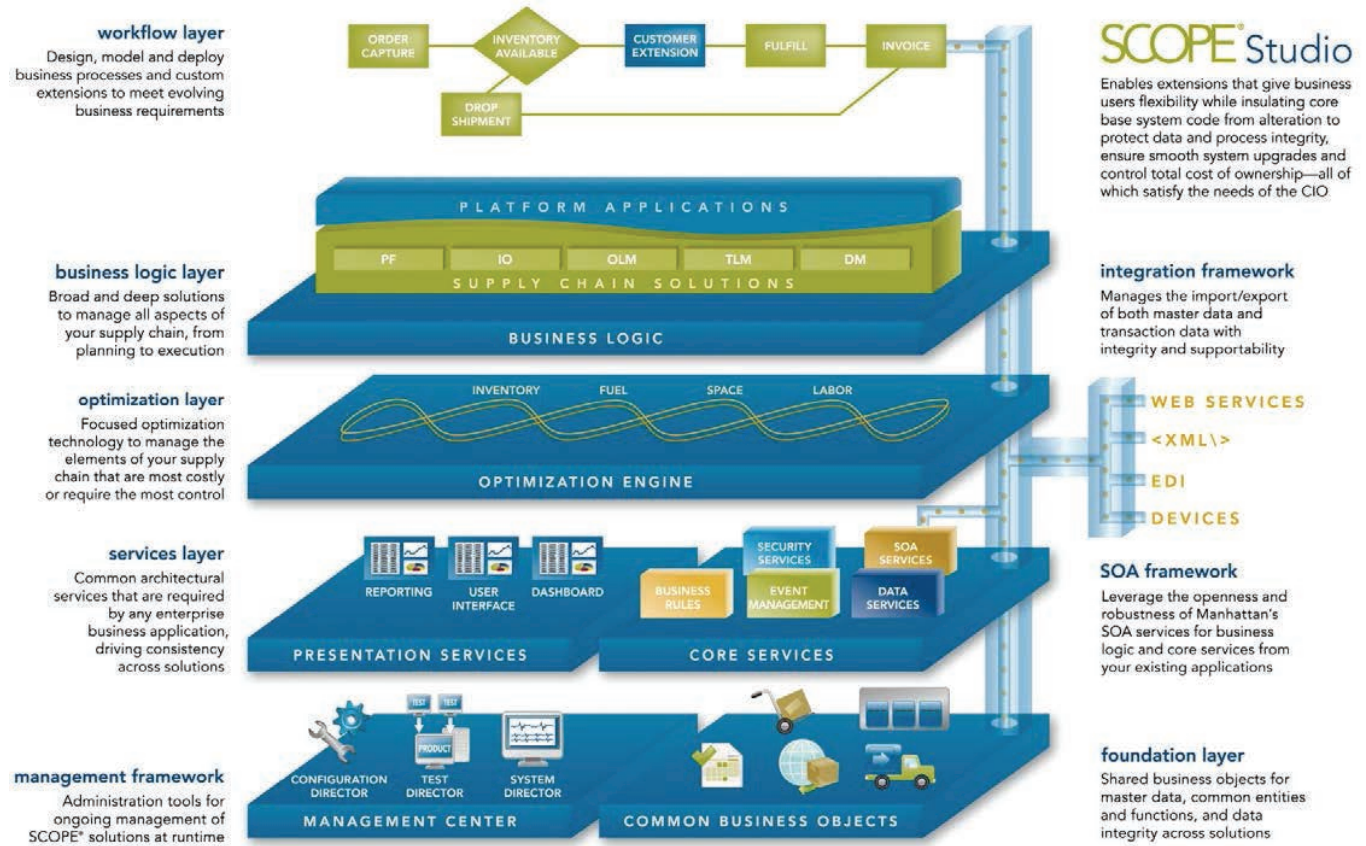 workflow layer
Design, model and deploy
business processes and custom
extensions to meet evolving
business requirements
ORDER
CAPTURE
INVENTORY
AVAILABLE
CUSTOMER
EXTENSION
FULFILL
INVOICE
DROP
SHIPMENT
SCOPE® Studio
Enables extensions that give business
users flexibility while insulating core
base system code from alteration to
protect data and process integrity,
ensure smooth system upgrades and
control total cost of ownership—all of
which satisfy the needs of the CIO
business logic layer
Broad and deep solutions
to manage all aspects of
your supply chain, from
planning to execution
PLATFORM APPLICATIONS
PF
IO
OLM
TLM
DM
SUPPLY CHAIN SOLUTIONS
BUSINESS LOGIC
integration framework
Manages the import/export
of both master data and
transaction data with
integrity and supportability
optimization layer
Focused optimization
technology to manage the
elements of your supply
chain that are most costly
or require the most control
INVENTORY
FUEL
SPACE
LABOR
OPTIMIZATION ENGINE
WEB SERVICES
<XML\>
EDI
DEVICES
services layer
Common architectural
services that are required
by any enterprise
business application,
driving consistency
across solutions
REPORTING
USER
INTERFACE
DASHBOARD
PRESENTATION SERVICES
SECURITY
SERVICES
SOA
SERVICES
BUSINESS
RULES
EVENT
MANAGEMENT
DATA
SERVICES
CORE SERVICES
SOA framework
Leverage the openness and
robustness of Manhattan's
SOA services for business
logic and core services from
your existing applications
management framework
Administration tools for
ongoing management of
SCOPE® solutions at runtime
TEST
TEST
PRODUCT
CONFIGURATION
DIRECTOR
TEST
DIRECTOR
SYSTEM
DIRECTOR
MANAGEMENT CENTER
COMMON BUSINESS OBJECTS
foundation layer
Shared business objects for
master data, common entities
and functions, and data
integrity across solutions